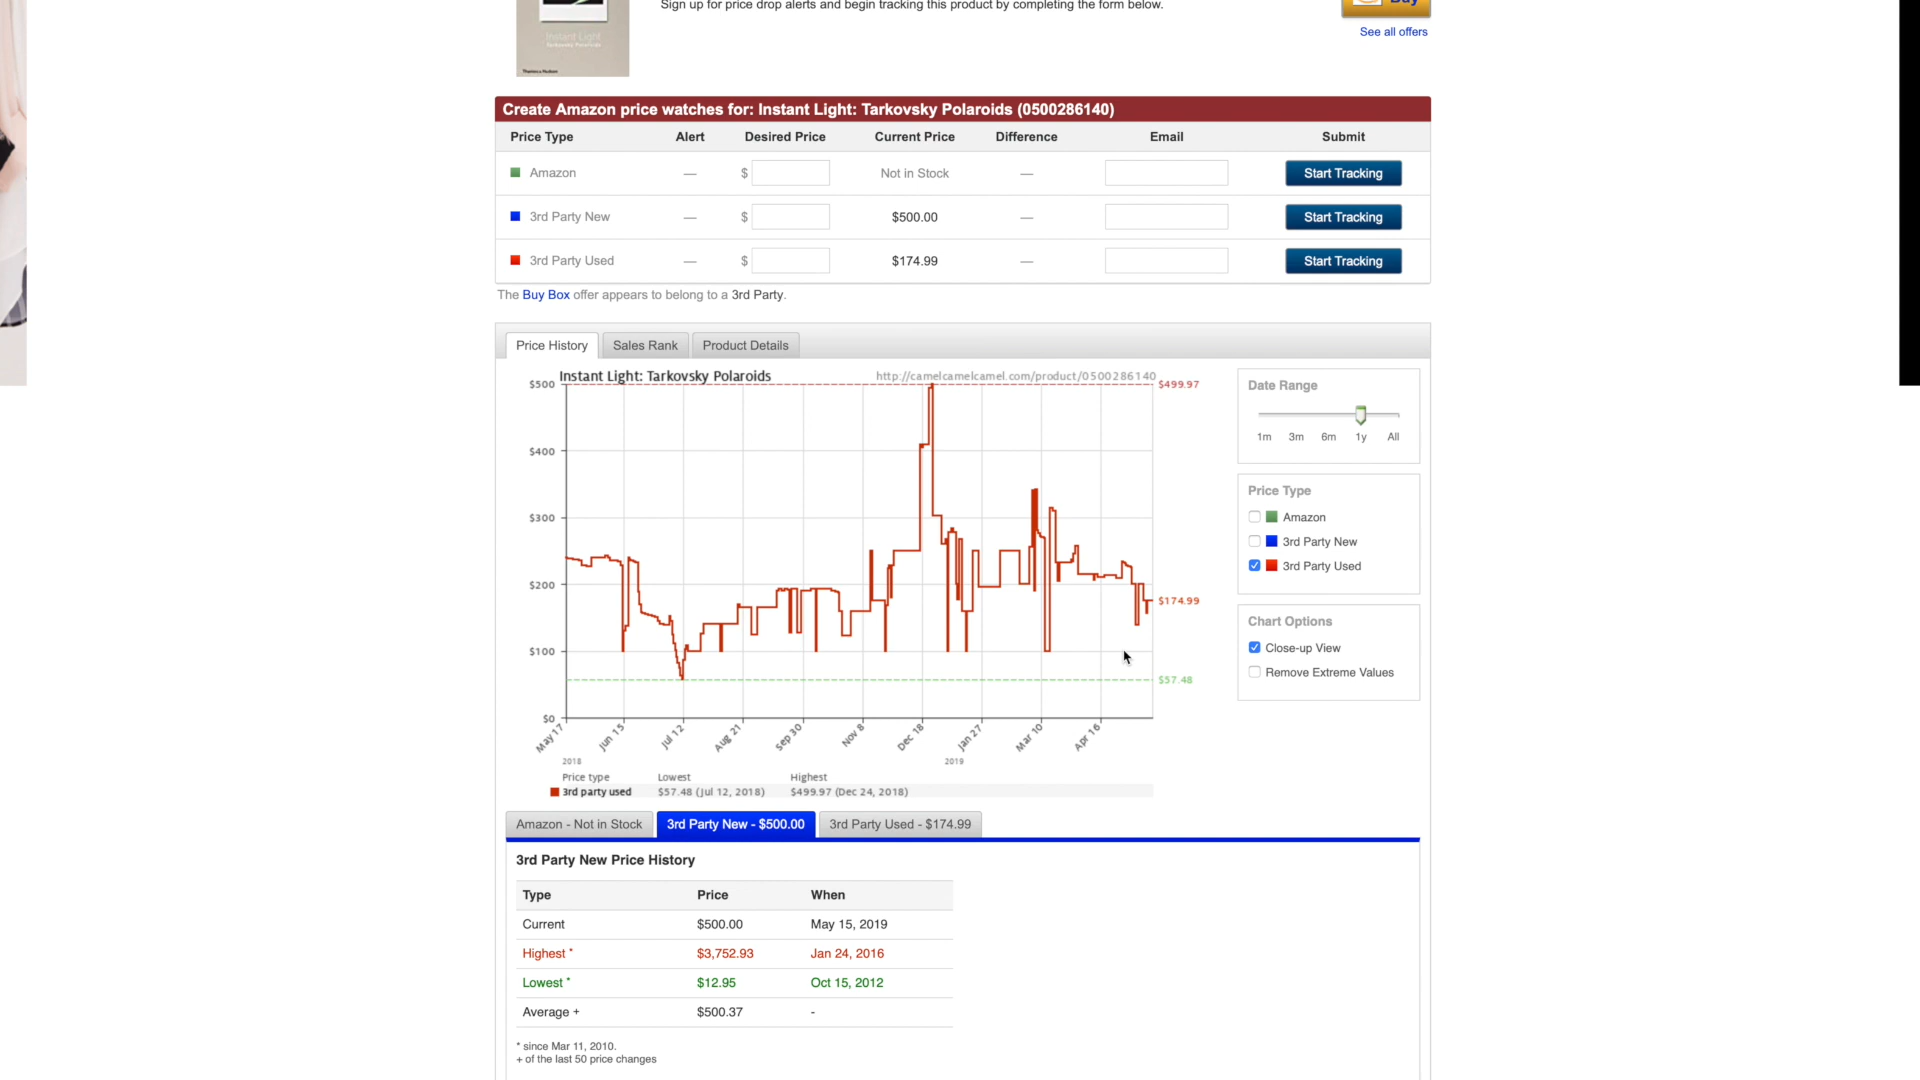 Sign up for price drop alerts and begin tracking this product by completing the form below.
Buy
See all offers
Instant Light
Tarkovsky Polaroids
Thames & Hudson
Create Amazon price watches for: Instant Light: Tarkovsky Polaroids (0500286140)
Price Type Alert Desired Price Current Price Difference Email Submit
Amazon — $ Not in Stock — Start Tracking
3rd Party New — $ $500.00 — Start Tracking
3rd Party Used — $ $174.99 — Start Tracking
The Buy Box offer appears to belong to a 3rd Party.
Price History Sales Rank Product Details
Instant Light: Tarkovsky Polaroids http://camelcamelcamel.com/product/0500286140
$500 $499.97
$400
$300
$200 $174.99
$100
$57.48
$0
May 17 Jun 15 Jul 12 Aug 21 Sep 30 Nov 8 Dec 18 Jan 27 Mar 10 Apr 16
2018 2019
Price type Lowest Highest
3rd party used $57.48 (Jul 12, 2018) $499.97 (Dec 24, 2018)
Date Range
1m 3m 6m 1y All
Price Type
Amazon
3rd Party New
3rd Party Used
Chart Options
Close-up View
Remove Extreme Values
Amazon - Not in Stock 3rd Party New - $500.00 3rd Party Used - $174.99
3rd Party New Price History
Type Price When
Current $500.00 May 15, 2019
Highest * $3,752.93 Jan 24, 2016
Lowest * $12.95 Oct 15, 2012
Average + $500.37 -
* since Mar 11, 2010.
+ of the last 50 price changes